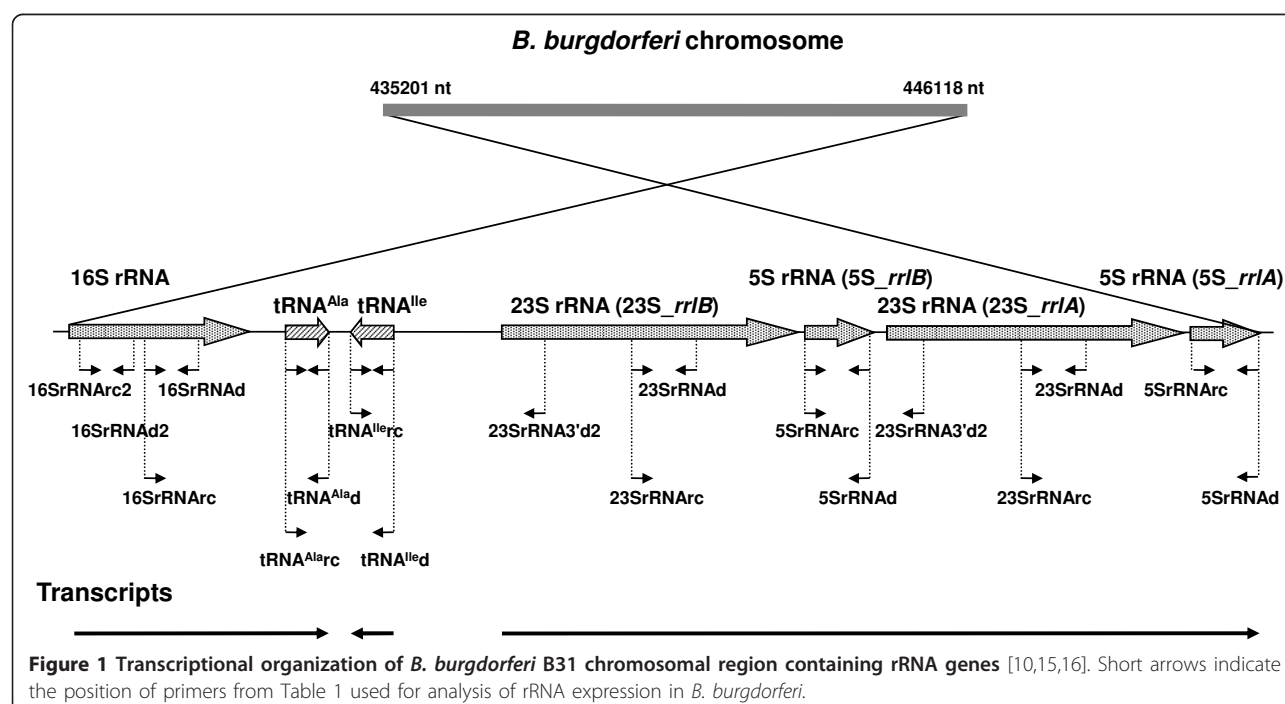 B. burgdorferi chromosome
435201 nt 446118 nt
16S rRNA tRNAAla tRNAIle 23S rRNA (23S_rrlB) 5S rRNA (5S_rrlB) 23S rRNA (23S_rrlA) 5S rRNA (5S_rrlA)
16SrRNArc2 16SrRNAd 23SrRNAd 23SrRNAd 5SrRNArc
16SrRNAd2 tRNAIlerc 23SrRNA3'd2 5SrRNArc 23SrRNA3'd2
16SrRNArc tRNAAlad 23SrRNArc 5SrRNAd 23SrRNArc 5SrRNAd
tRNAAlarc tRNAIled
Transcripts
Figure 1 Transcriptional organization of B. burgdorferi B31 chromosomal region containing rRNA genes [10,15,16]. Short arrows indicate
the position of primers from Table 1 used for analysis of rRNA expression in B. burgdorferi.